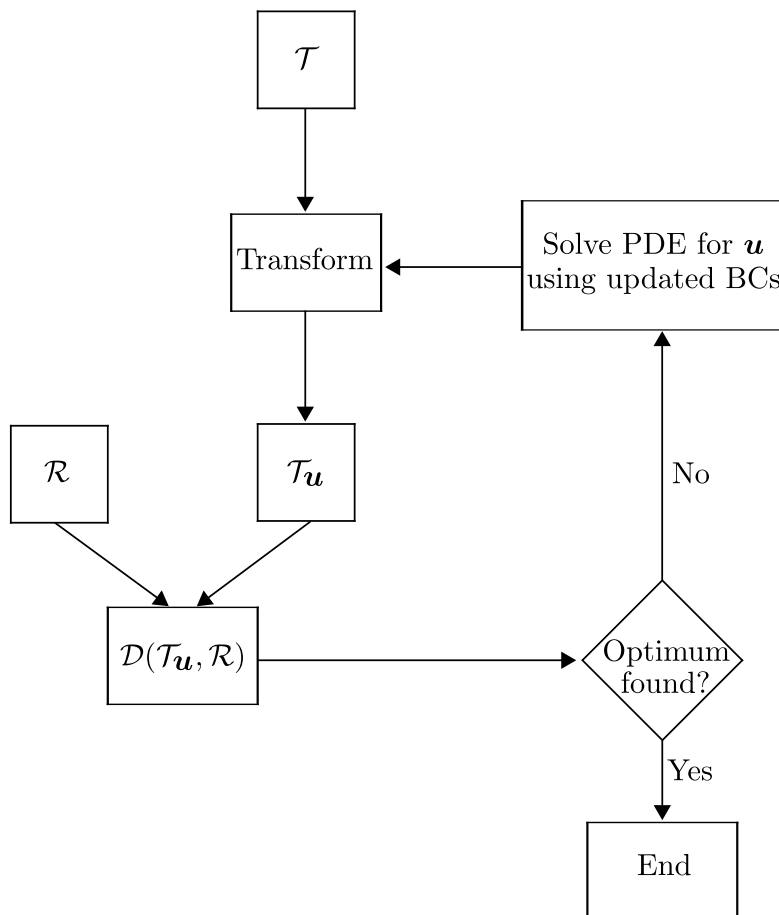 𝒯
Transform
Solve PDE for 𝒖
using updated BCs
ℛ
𝒯𝒖
No
𝒟(𝒯𝒖, ℛ)
Optimum
found?
Yes
End